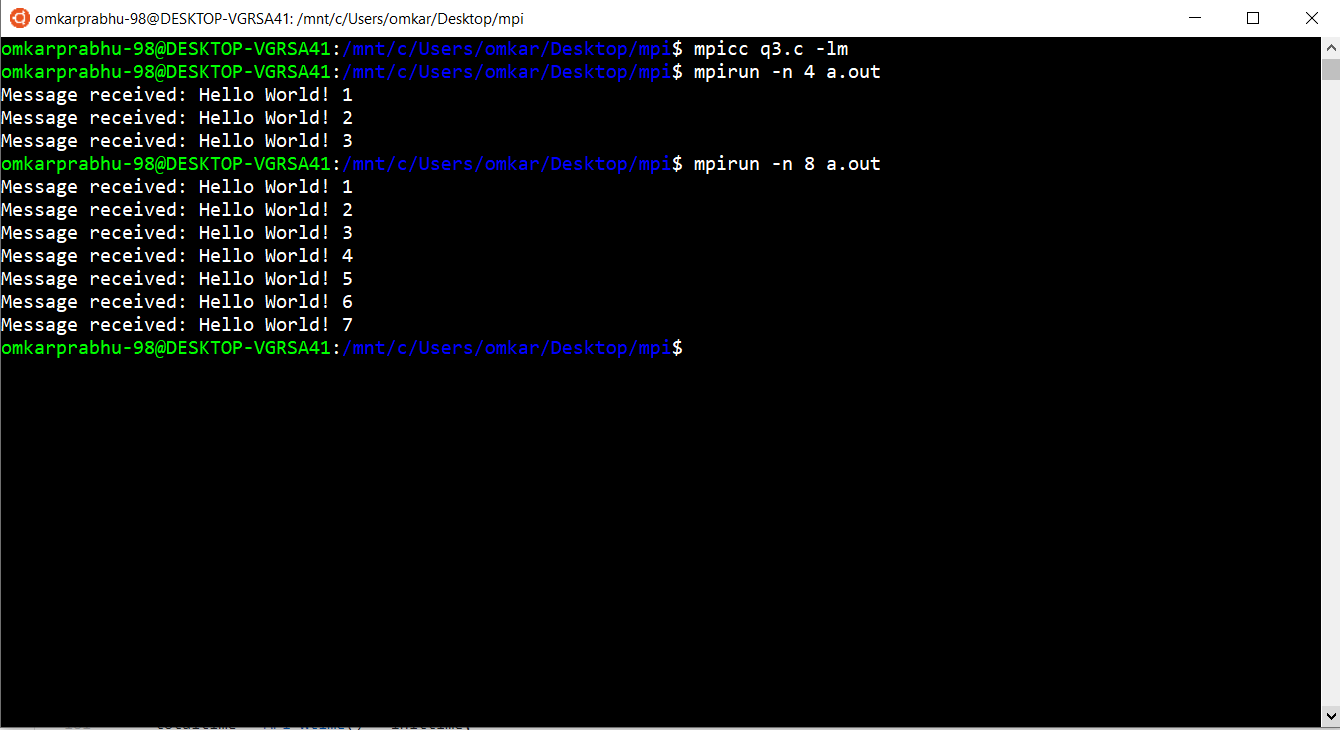 omkarprabhu-98@DESKTOP-VGRSA41: /mnt/c/Users/omkar/Desktop/mpi
omkarprabhu-98@DESKTOP-VGRSA41:/mnt/c/Users/omkar/Desktop/mpi$ mpicc q3.c -lm
omkarprabhu-98@DESKTOP-VGRSA41:/mnt/c/Users/omkar/Desktop/mpi$ mpirun -n 4 a.out
Message received: Hello World! 1
Message received: Hello World! 2
Message received: Hello World! 3
omkarprabhu-98@DESKTOP-VGRSA41:/mnt/c/Users/omkar/Desktop/mpi$ mpirun -n 8 a.out
Message received: Hello World! 1
Message received: Hello World! 2
Message received: Hello World! 3
Message received: Hello World! 4
Message received: Hello World! 5
Message received: Hello World! 6
Message received: Hello World! 7
omkarprabhu-98@DESKTOP-VGRSA41:/mnt/c/Users/omkar/Desktop/mpi$